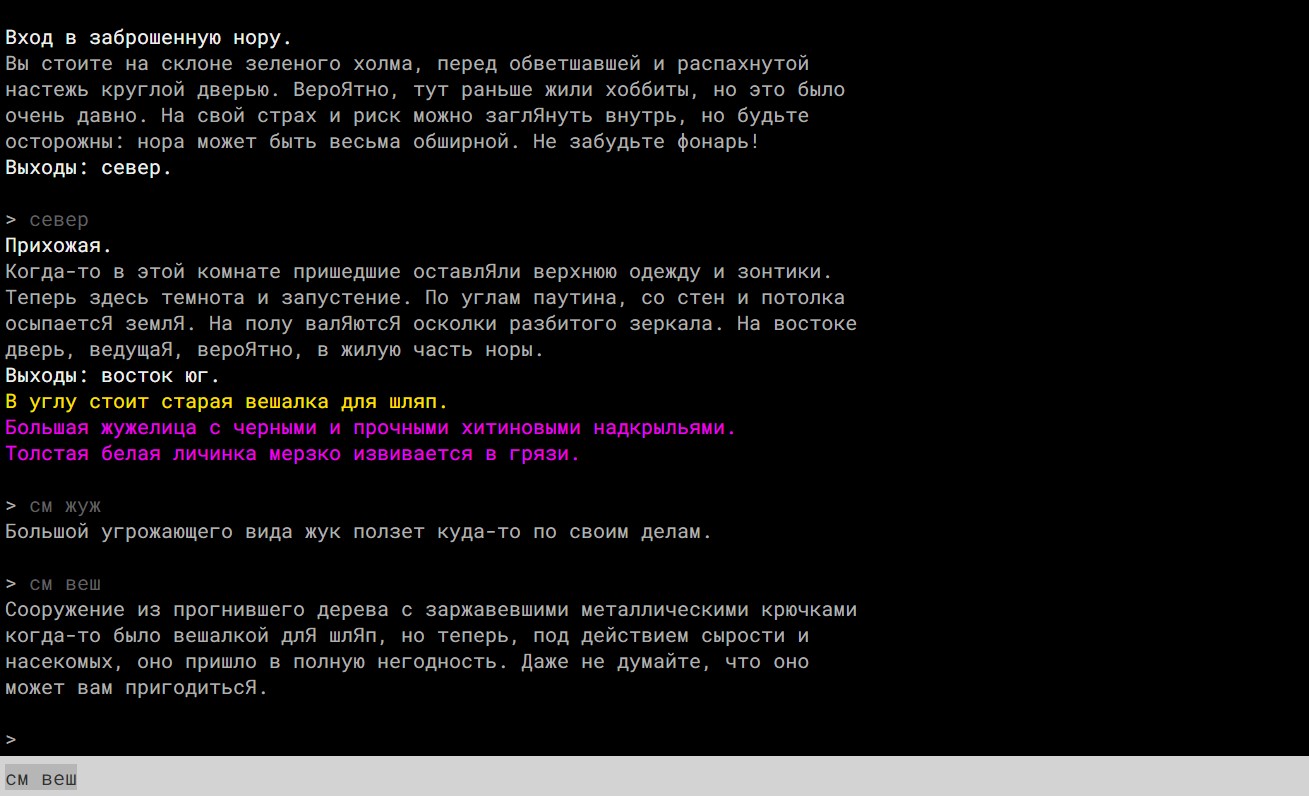 Вход в заброшенную нору.
Вы стоите на склоне зеленого холма, перед обветшавшей и распахнутой
настежь круглой дверью. ВероЯтно, тут раньше жили хоббиты, но это было
очень давно. На свой страх и риск можно заглЯнуть внутрь, но будьте
осторожны: нора может быть весьма обширной. Не забудьте фонарь!
Выходы: север.
> север
Прихожая.
Когда-то в этой комнате пришедшие оставлЯли верхнюю одежду и зонтики.
Теперь здесь темнота и запустение. По углам паутина, со стен и потолка
осыпаетсЯ землЯ. На полу валЯютсЯ осколки разбитого зеркала. На востоке
дверь, ведущаЯ, вероЯтно, в жилую часть норы.
Выходы: восток юг.
В углу стоит старая вешалка для шляп.
Большая жужелица с черными и прочными хитиновыми надкрыльями.
Толстая белая личинка мерзко извивается в грязи.
> см жуж
Большой угрожающего вида жук ползет куда-то по своим делам.
> см веш
Сооружение из прогнившего дерева с заржавевшими металлическими крючками
когда-то было вешалкой длЯ шлЯп, но теперь, под действием сырости и
насекомых, оно пришло в полную негодность. Даже не думайте, что оно
может вам пригодитьсЯ.
>
см веш